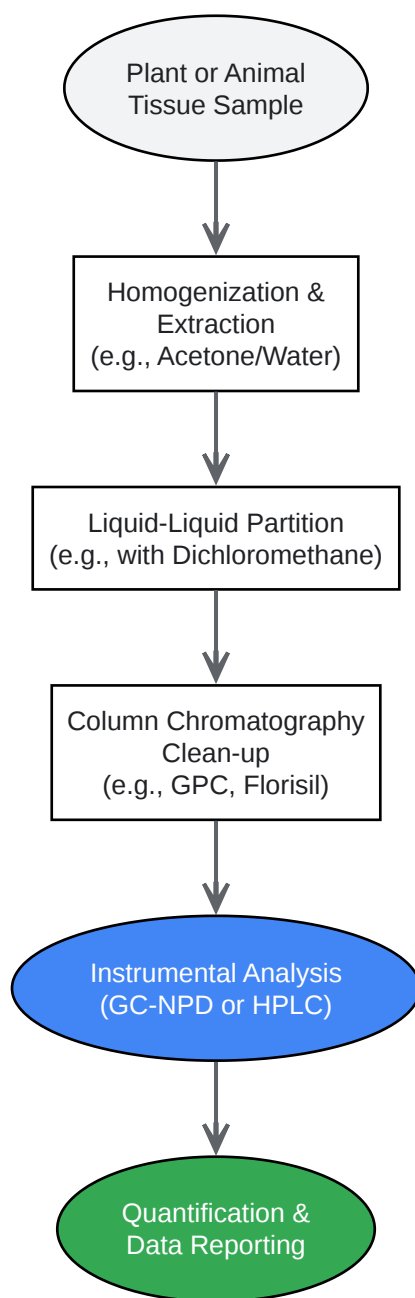 Plant or Animal
Tissue Sample
Homogenization &
Extraction
(e.g., Acetone/Water)
Liquid-Liquid Partition
(e.g., with Dichloromethane)
Column Chromatography
Clean-up
(e.g., GPC, Florisil)
Instrumental Analysis
(GC-NPD or HPLC)
Quantification &
Data Reporting